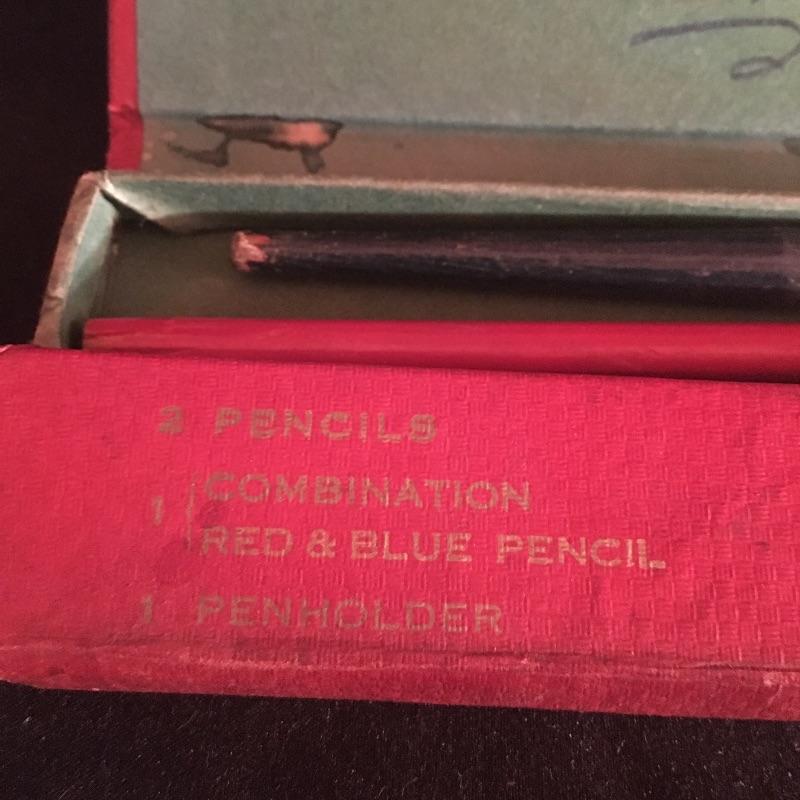 2 PENCILS
1 COMBINATION
RED & BLUE PENCIL
1 PENHOLDER